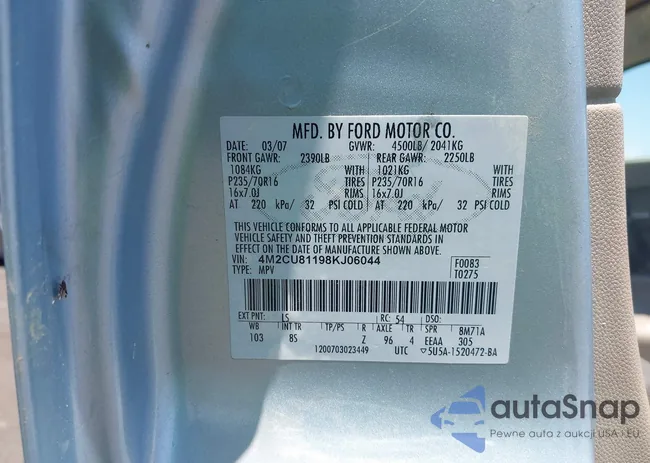 MFD. BY FORD MOTOR CO.
DATE: 03/07 GVWR: 4500LB/ 2041KG
FRONT GAWR: 2390LB REAR GAWR: 2250LB
1084KG WITH 1021KG WITH
P235/70R16 TIRES P235/70R16 TIRES
16x7.0J RIMS 16x7.0J RIMS
AT 220 kPa/ 32 PSI COLD AT 220 kPa/ 32 PSI COLD
THIS VEHICLE CONFORMS TO ALL APPLICABLE FEDERAL MOTOR
VEHICLE SAFETY AND THEFT PREVENTION STANDARDS IN
EFFECT ON THE DATE OF MANUFACTURE SHOWN ABOVE.
VIN: 4M2CU81198KJ06044 F0083
TYPE: MPV T0275
EXT PNT: LS RC: 54 DSO:
WB INT TR TP/PS R AXLE TR SPR BM71A
103 BS Z 96 4 EEAA 305
1200703023449 UTC ▽5U5A-1520472-BA
autaSnap
Pewne auta z aukcji USA i EU